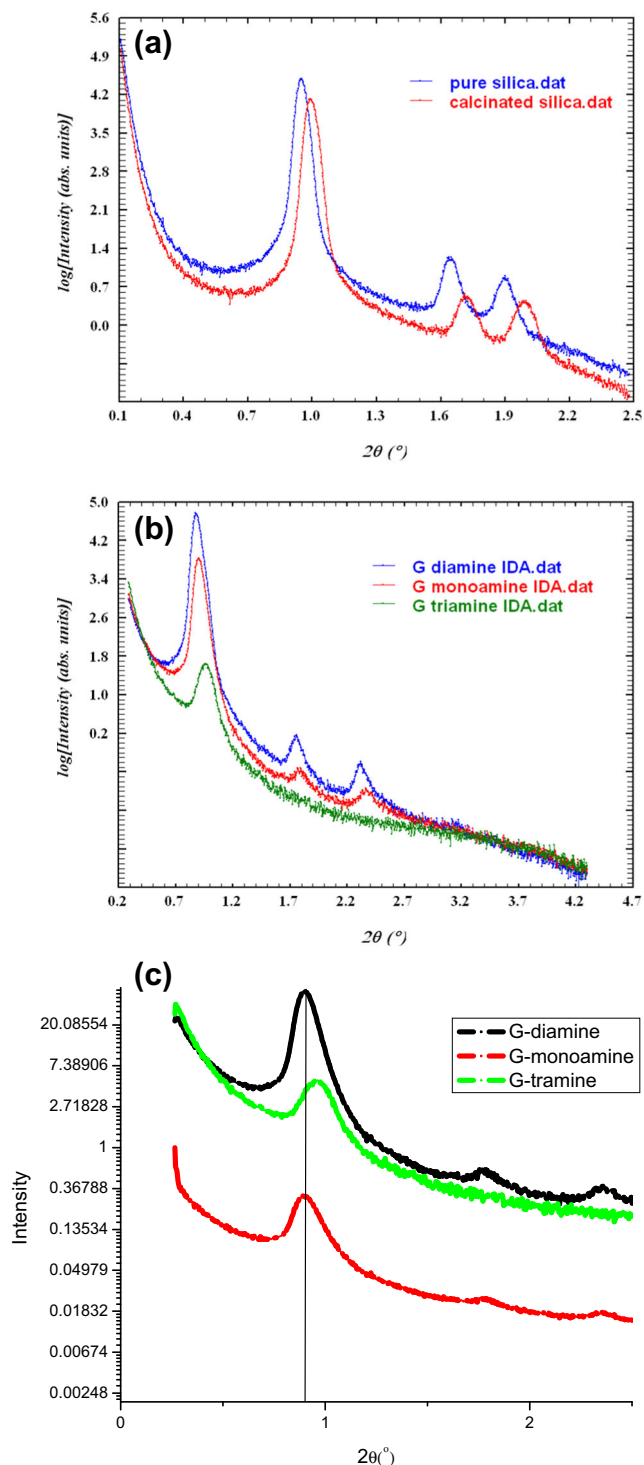 (a)
5.6
4.9
4.2
3.5
2.8
2.1
1.4
0.7
0.0
log[Intensity (abs. units)]
pure silica.dat
calcinated silica.dat
0.1 0.4 0.7 1.0 1.3 1.6 1.9 2.2 2.5
2θ (°)
(b)
5.0
4.2
3.4
2.6
1.8
1.0
0.2
log[Intensity (abs. units)]
G diamine IDA.dat
G monoamine IDA.dat
G triamine IDA.dat
0.2 0.7 1.2 1.7 2.2 2.7 3.2 3.7 4.2 4.7
2θ (°)
(c)
20.08554
7.38906
2.71828
1
0.36788
0.13534
0.04979
0.01832
0.00674
0.00248
Intensity
G-diamine
G-monoamine
G-tramine
0 1 2
2θ(°)